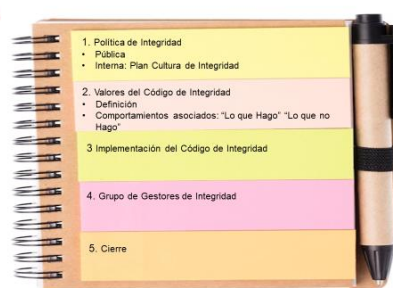 1. Política de Integridad
• Pública
• Interna: Plan Cultura de Integridad
2. Valores del Código de Integridad
• Definición
• Comportamientos asociados: “Lo que Hago” “Lo que no
Hago”
3 Implementación del Código de Integridad
4. Grupo de Gestores de Integridad
5. Cierre